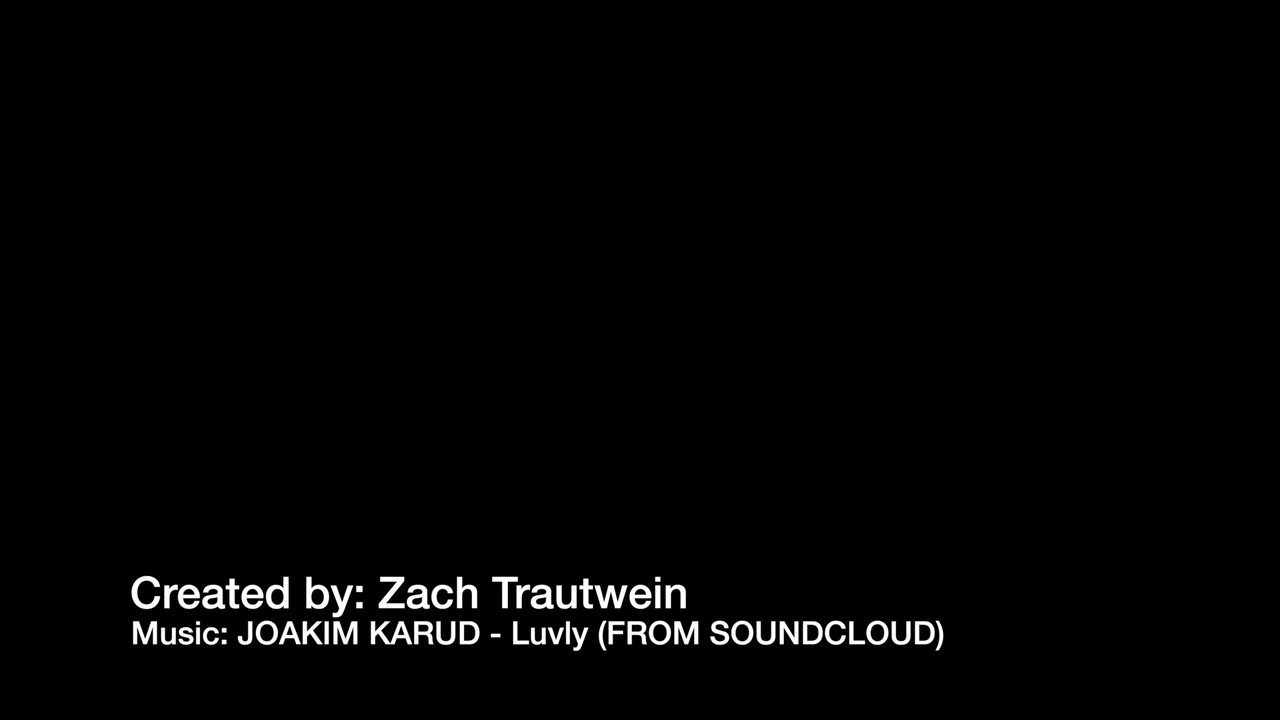 Created by: Zach Trautwein
Music: JOAKIM KARUD - Luvly (FROM SOUNDCLOUD)